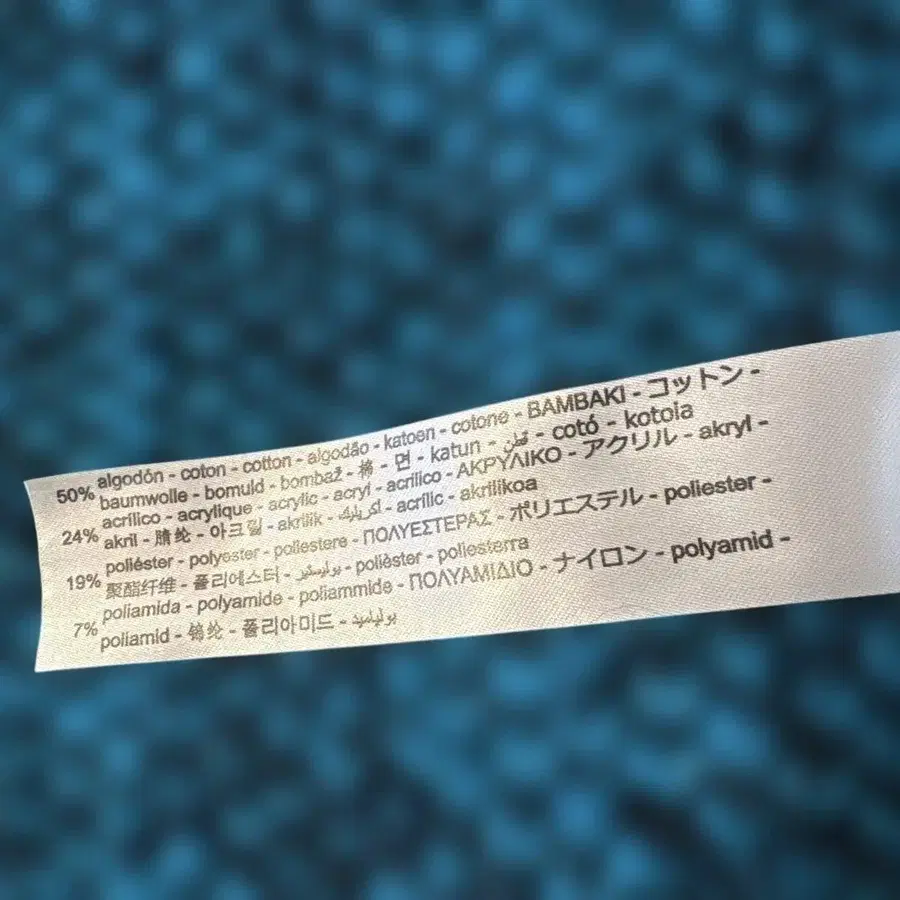 50% algodón - coton - cotton - algodão - katoen - cotone - BAMBAKI - コットン -
baumwolle - bomuld - bombaž - 棉 - 면 - katun - قطن - cotó - kotoia
24% acrílico - acrylique - acrylic - acryl - acrilico - ΑΚΡΥΛΙΚΟ - アクリル - akryl -
akril - 腈纶 - 아크릴 - akrilik - أكريليك - acrílic - akrilikoa
19% poliéster - polyester - poliestere - ΠΟΛΥΕΣΤΕΡΑΣ - ポリエステル - poliester -
聚酯纤维 - 폴리에스터 - بوليستير - polièster - poliesterra
7% poliamida - polyamide - poliammide - ΠΟΛΥΑΜΙΔΙΟ - ナイロン - polyamid -
poliamid - 锦纶 - 폴리아미드 - بولياميد